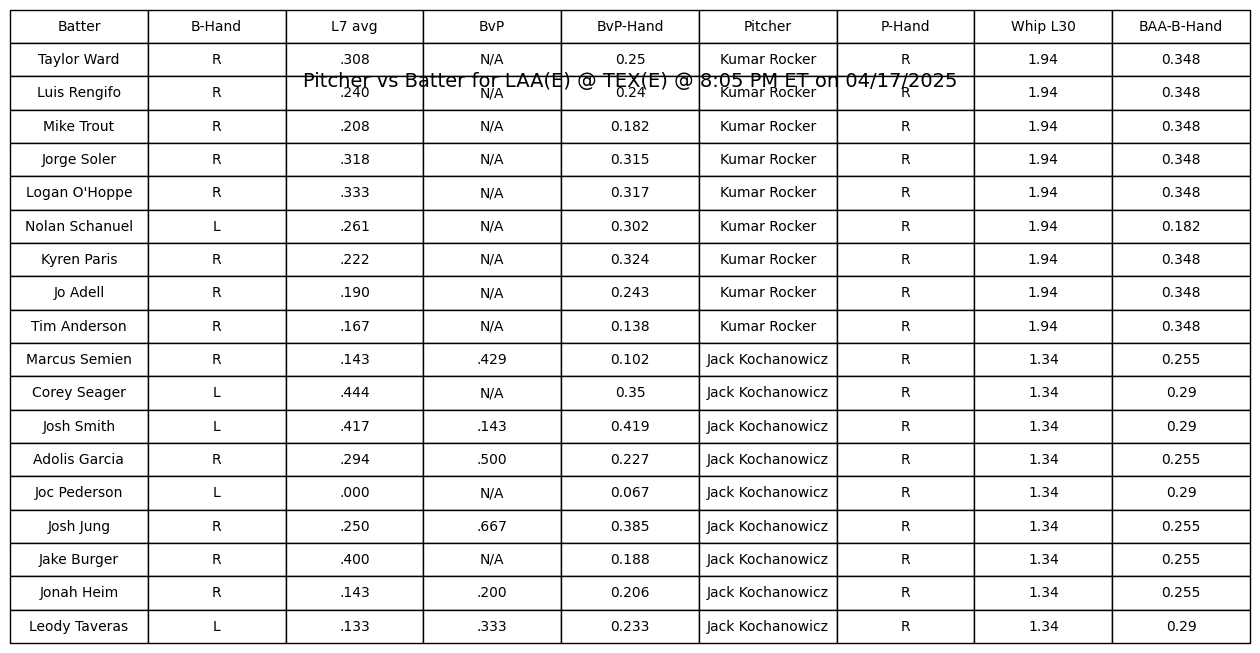 Batter B-Hand L7 avg BvP BvP-Hand Pitcher P-Hand Whip L30 BAA-B-Hand
Taylor Ward R .308 N/A 0.25 Kumar Rocker R 1.94 0.348
Pitcher vs Batter for LAA(E) @ TEX(E) @ 8:05 PM ET on 04/17/2025
Luis Rengifo R .240 N/A 0.24 Kumar Rocker R 1.94 0.348
Mike Trout R .208 N/A 0.182 Kumar Rocker R 1.94 0.348
Jorge Soler R .318 N/A 0.315 Kumar Rocker R 1.94 0.348
Logan O'Hoppe R .333 N/A 0.317 Kumar Rocker R 1.94 0.348
Nolan Schanuel L .261 N/A 0.302 Kumar Rocker R 1.94 0.182
Kyren Paris R .222 N/A 0.324 Kumar Rocker R 1.94 0.348
Jo Adell R .190 N/A 0.243 Kumar Rocker R 1.94 0.348
Tim Anderson R .167 N/A 0.138 Kumar Rocker R 1.94 0.348
Marcus Semien R .143 .429 0.102 Jack Kochanowicz R 1.34 0.255
Corey Seager L .444 N/A 0.35 Jack Kochanowicz R 1.34 0.29
Josh Smith L .417 .143 0.419 Jack Kochanowicz R 1.34 0.29
Adolis Garcia R .294 .500 0.227 Jack Kochanowicz R 1.34 0.255
Joc Pederson L .000 N/A 0.067 Jack Kochanowicz R 1.34 0.29
Josh Jung R .250 .667 0.385 Jack Kochanowicz R 1.34 0.255
Jake Burger R .400 N/A 0.188 Jack Kochanowicz R 1.34 0.255
Jonah Heim R .143 .200 0.206 Jack Kochanowicz R 1.34 0.255
Leody Taveras L .133 .333 0.233 Jack Kochanowicz R 1.34 0.29